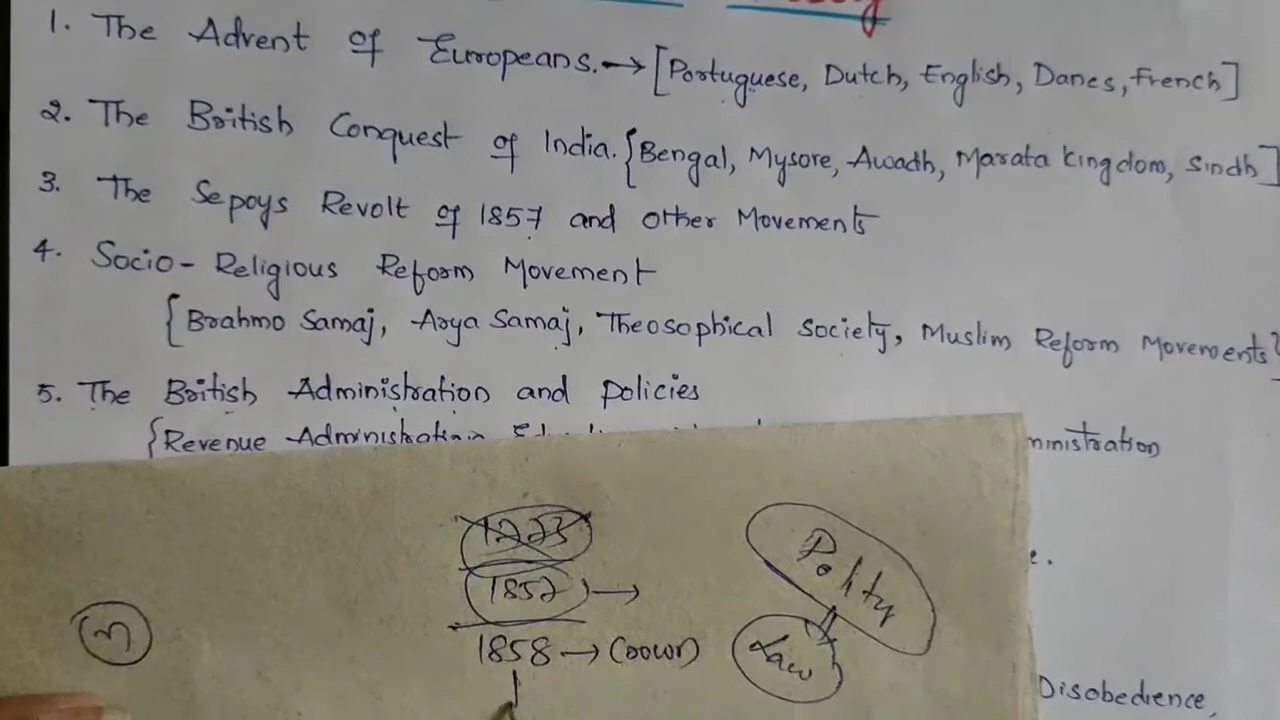 1. The Advent of Europeans. → [Portuguese, Dutch, English, Danes, French]
2. The British Conquest of India. {Bengal, Mysore, Awadh, Marata kingdom, Sindh]
3. The Sepoys Revolt of 1857 and other Movements
4. Socio-Religious Reform Movement
{Brahmo Samaj, Arya Samaj, Theosophical society, Muslim Reform Movements}
5. The British Administration and policies
{Revenue Administration
ministration
1857 →
Polity
1858 → Crown
Law
Disobedience,